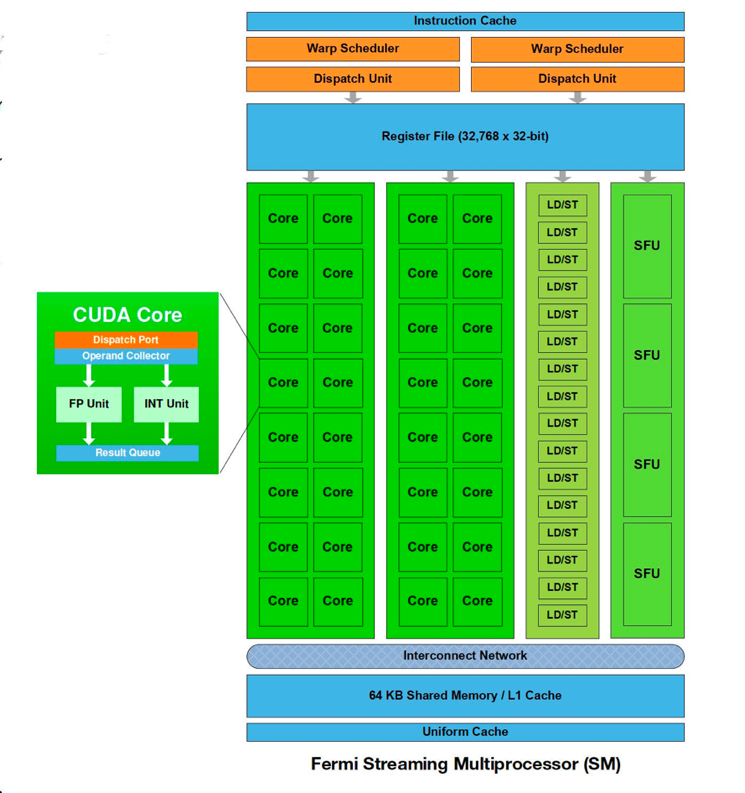 Instruction Cache
Warp Scheduler Warp Scheduler
Dispatch Unit Dispatch Unit
Register File (32,768 x 32-bit)
Core Core Core Core LD/ST
LD/ST
SFU
Core Core Core Core LD/ST
LD/ST
Core Core Core Core LD/ST
LD/ST
SFU
Core Core Core Core LD/ST
LD/ST
Core Core Core Core LD/ST
LD/ST
SFU
Core Core Core Core LD/ST
LD/ST
Core Core Core Core LD/ST
LD/ST
SFU
Core Core Core Core LD/ST
LD/ST
CUDA Core
Dispatch Port
Operand Collector
FP Unit INT Unit
Result Queue
Interconnect Network
64 KB Shared Memory / L1 Cache
Uniform Cache
Fermi Streaming Multiprocessor (SM)